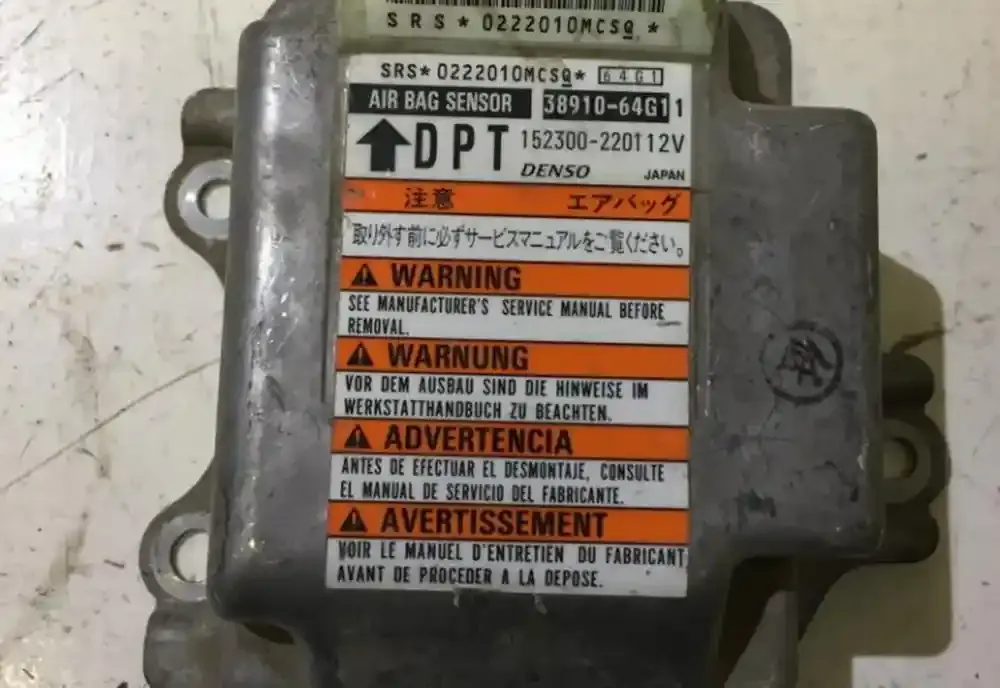 SRS*0222010MCSQ*
SRS*0222010MCSQ* 64G1
AIR BAG SENSOR 38910-64G11
DPT 152300-2201 12V
DENSO JAPAN
注意 エアバッグ
取り外す前に必ずサービスマニュアルをご覧ください。
WARNING
SEE MANUFACTURER'S SERVICE MANUAL BEFORE
REMOVAL.
WARNUNG
VOR DEM AUSBAU SIND DIE HINWEISE IM
WERKSTATTHANDBUCH ZU BEACHTEN.
ADVERTENCIA
ANTES DE EFECTUAR EL DESMONTAJE, CONSULTE
EL MANUAL DE SERVICIO DEL FABRICANTE.
AVERTISSEMENT
VOIR LE MANUEL D'ENTRETIEN DU FABRICANT
AVANT DE PROCEDER A LA DEPOSE.